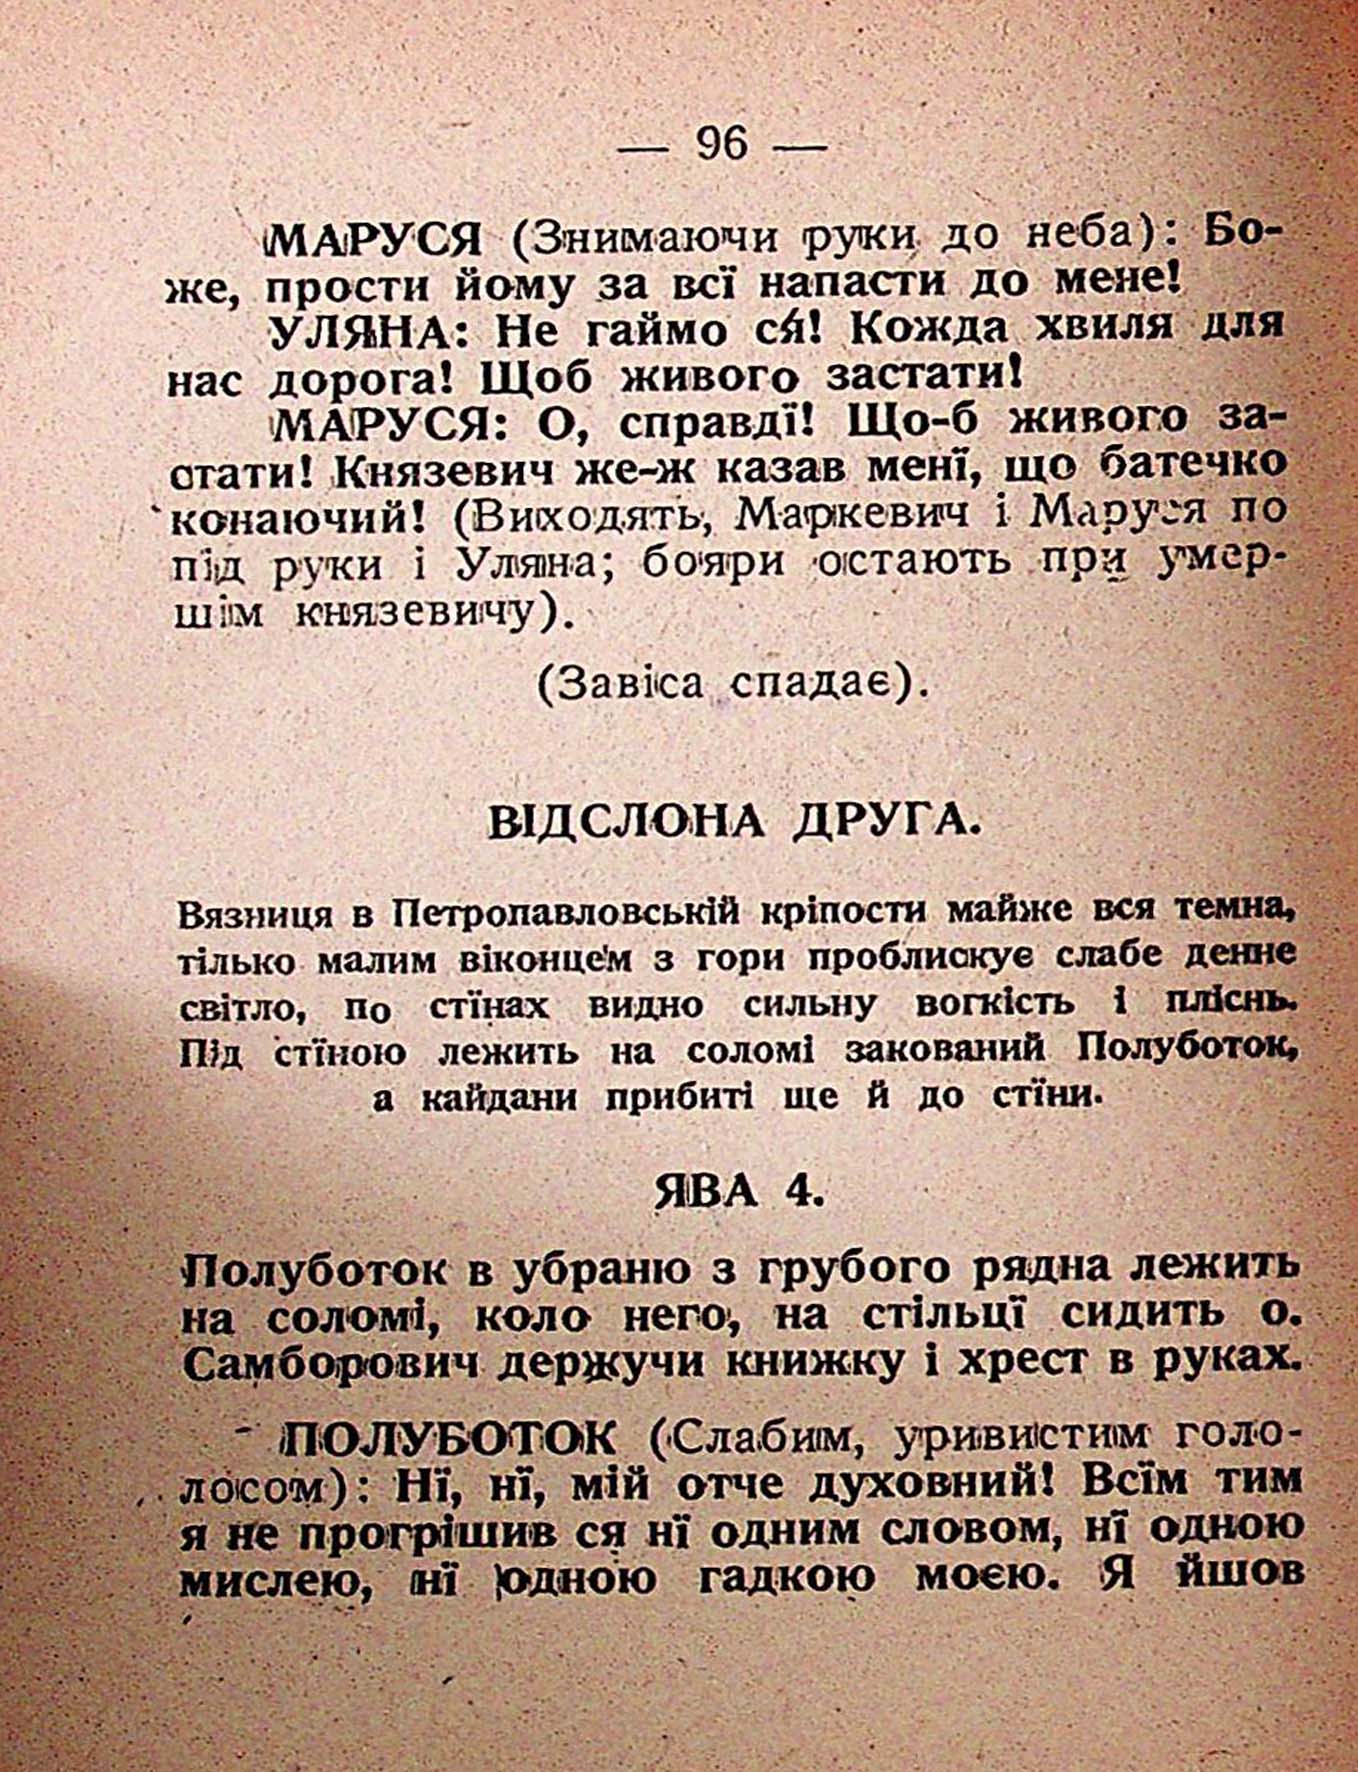 — 96 —
МАРУСЯ (Знимаючи руки до неба): Бо-
же, прости йому за всї напасти до мене!
УЛЯНА: Не гаймо ся! Кожда хвиля для
нас дорога! Щоб живого застати!
МАРУСЯ: О, справдї! Що-б живого за-
стати! Князевич же-ж казав менї, що батечко
конаючий! (Виходять, Маркевич і Маруся по
під руки і Уляна; бояри остають при умер-
шім князевичу).
(Завіса спадає).
ВІДСЛОНА ДРУГА.
Вязниця в Петропавловській кріпости майже вся темна,
тілько малим віконцем з гори проблискує слабе денне
світло, по стїнах видно сильну вогкість і плїснь.
Під стїною лежить на соломі закований Полуботок,
а кайдани прибиті ще й до стїни.
ЯВА 4.
Полуботок в убраню з грубого рядна лежить
на соломі, коло него, на стільцї сидить о.
Самборович держучи книжку і хрест в руках.
ПОЛУБОТОК (Слабим, уривистим голо-
лосом): Нї, нї, мій отче духовний! Всїм тим
я не прогрішив ся нї одним словом, нї одною
мислею, нї одною гадкою моєю. Я йшов